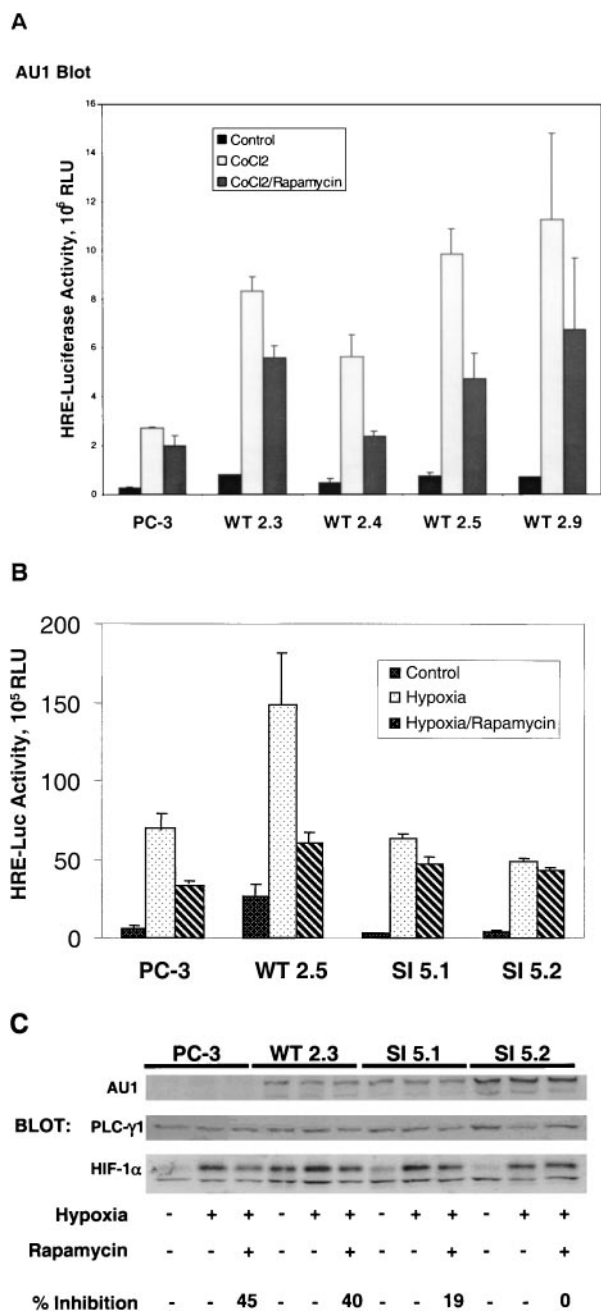 A
AU1 Blot
16
14
12
10
8
6
4
2
0
HRE-Luciferase Activity, 10⁶ RLU
Control
CoCl2
CoCl2/Rapamycin
PC-3 WT 2.3 WT 2.4 WT 2.5 WT 2.9
B
200
150
100
50
0
HRE-Luc Activity, 10⁵ RLU
Control
Hypoxia
Hypoxia/Rapamycin
PC-3 WT 2.5 SI 5.1 SI 5.2
C
PC-3 WT 2.3 SI 5.1 SI 5.2
AU1
BLOT: PLC-γ1
HIF-1α
Hypoxia - + + - + + - + + - + +
Rapamycin + + + +
% Inhibition - - 45 - - 40 - - 19 - - 0